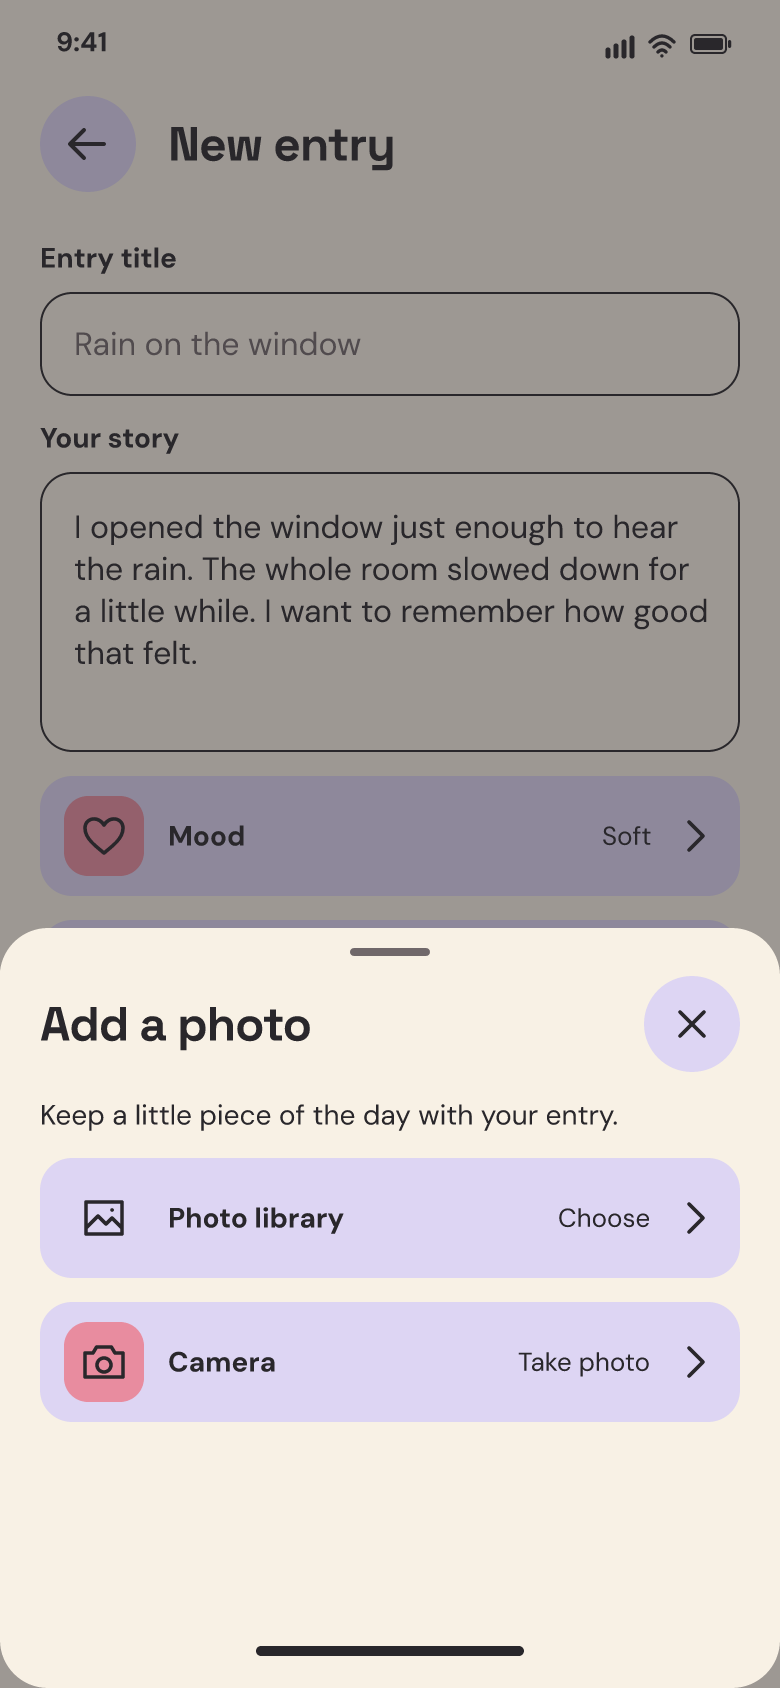 9:41
New entry
Entry title
Rain on the window
Your story
I opened the window just enough to hear
the rain. The whole room slowed down for
a little while. I want to remember how good
that felt.
Mood
Soft
Add a photo
Keep a little piece of the day with your entry.
Photo library
Choose
Camera
Take photo